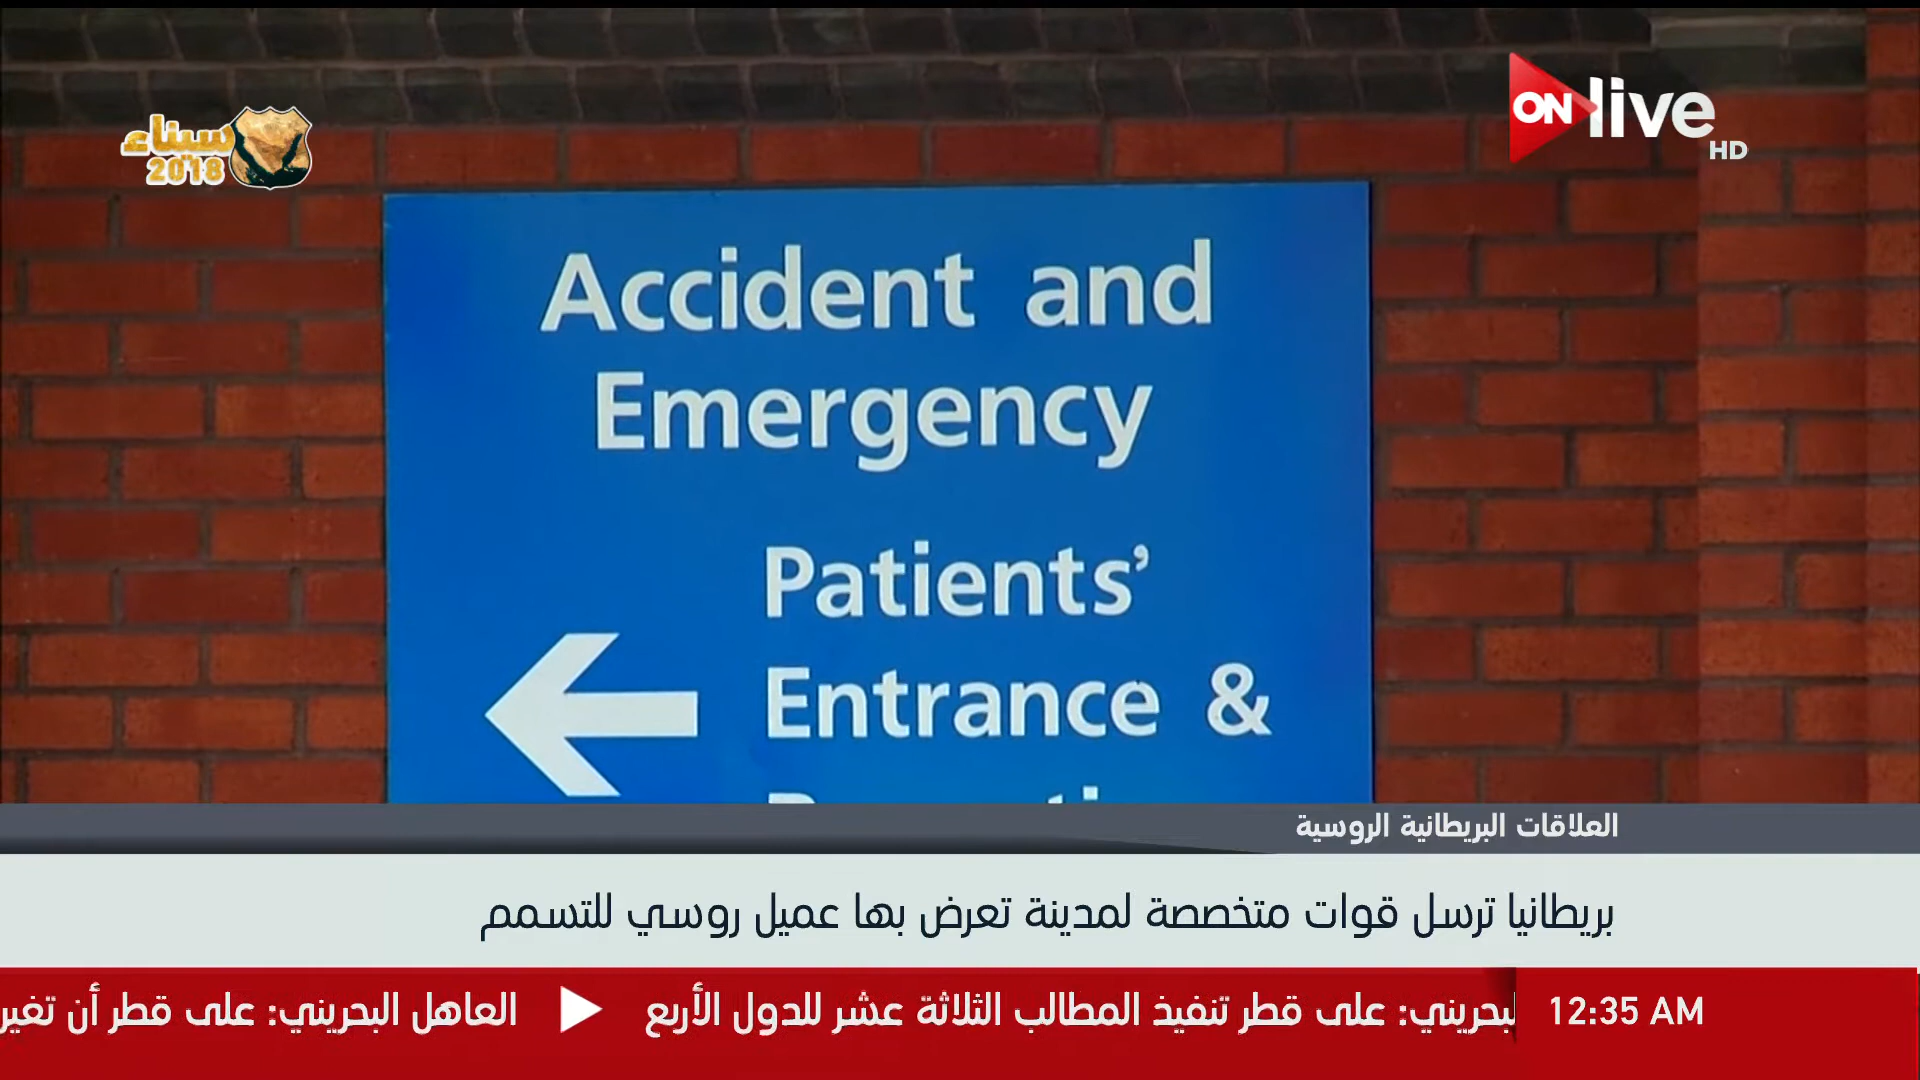 سيناء
2018
ON live
HD
Accident and
Emergency
Patients'
Entrance &
العلاقات البريطانية الروسية
بريطانيا ترسل قوات متخصصة لمدينة تعرض بها عميل روسي للتسمم
لبحريني: على قطر تنفيذ المطالب الثلاثة عشر للدول الأربع ▶ العاهل البحريني: على قطر أن تغير
12:35 AM